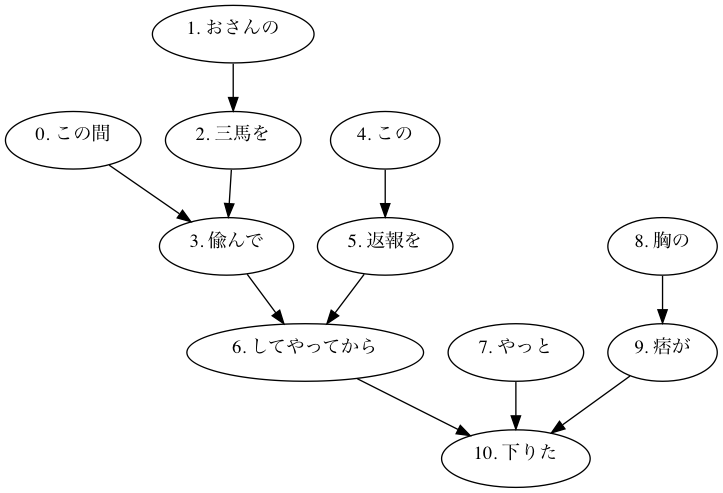 1. おさんの
0. この間
2. 三馬を
4. この
3. 偸んで
5. 返報を
8. 胸の
6. してやってから
7. やっと
9. 痞が
10. 下りた